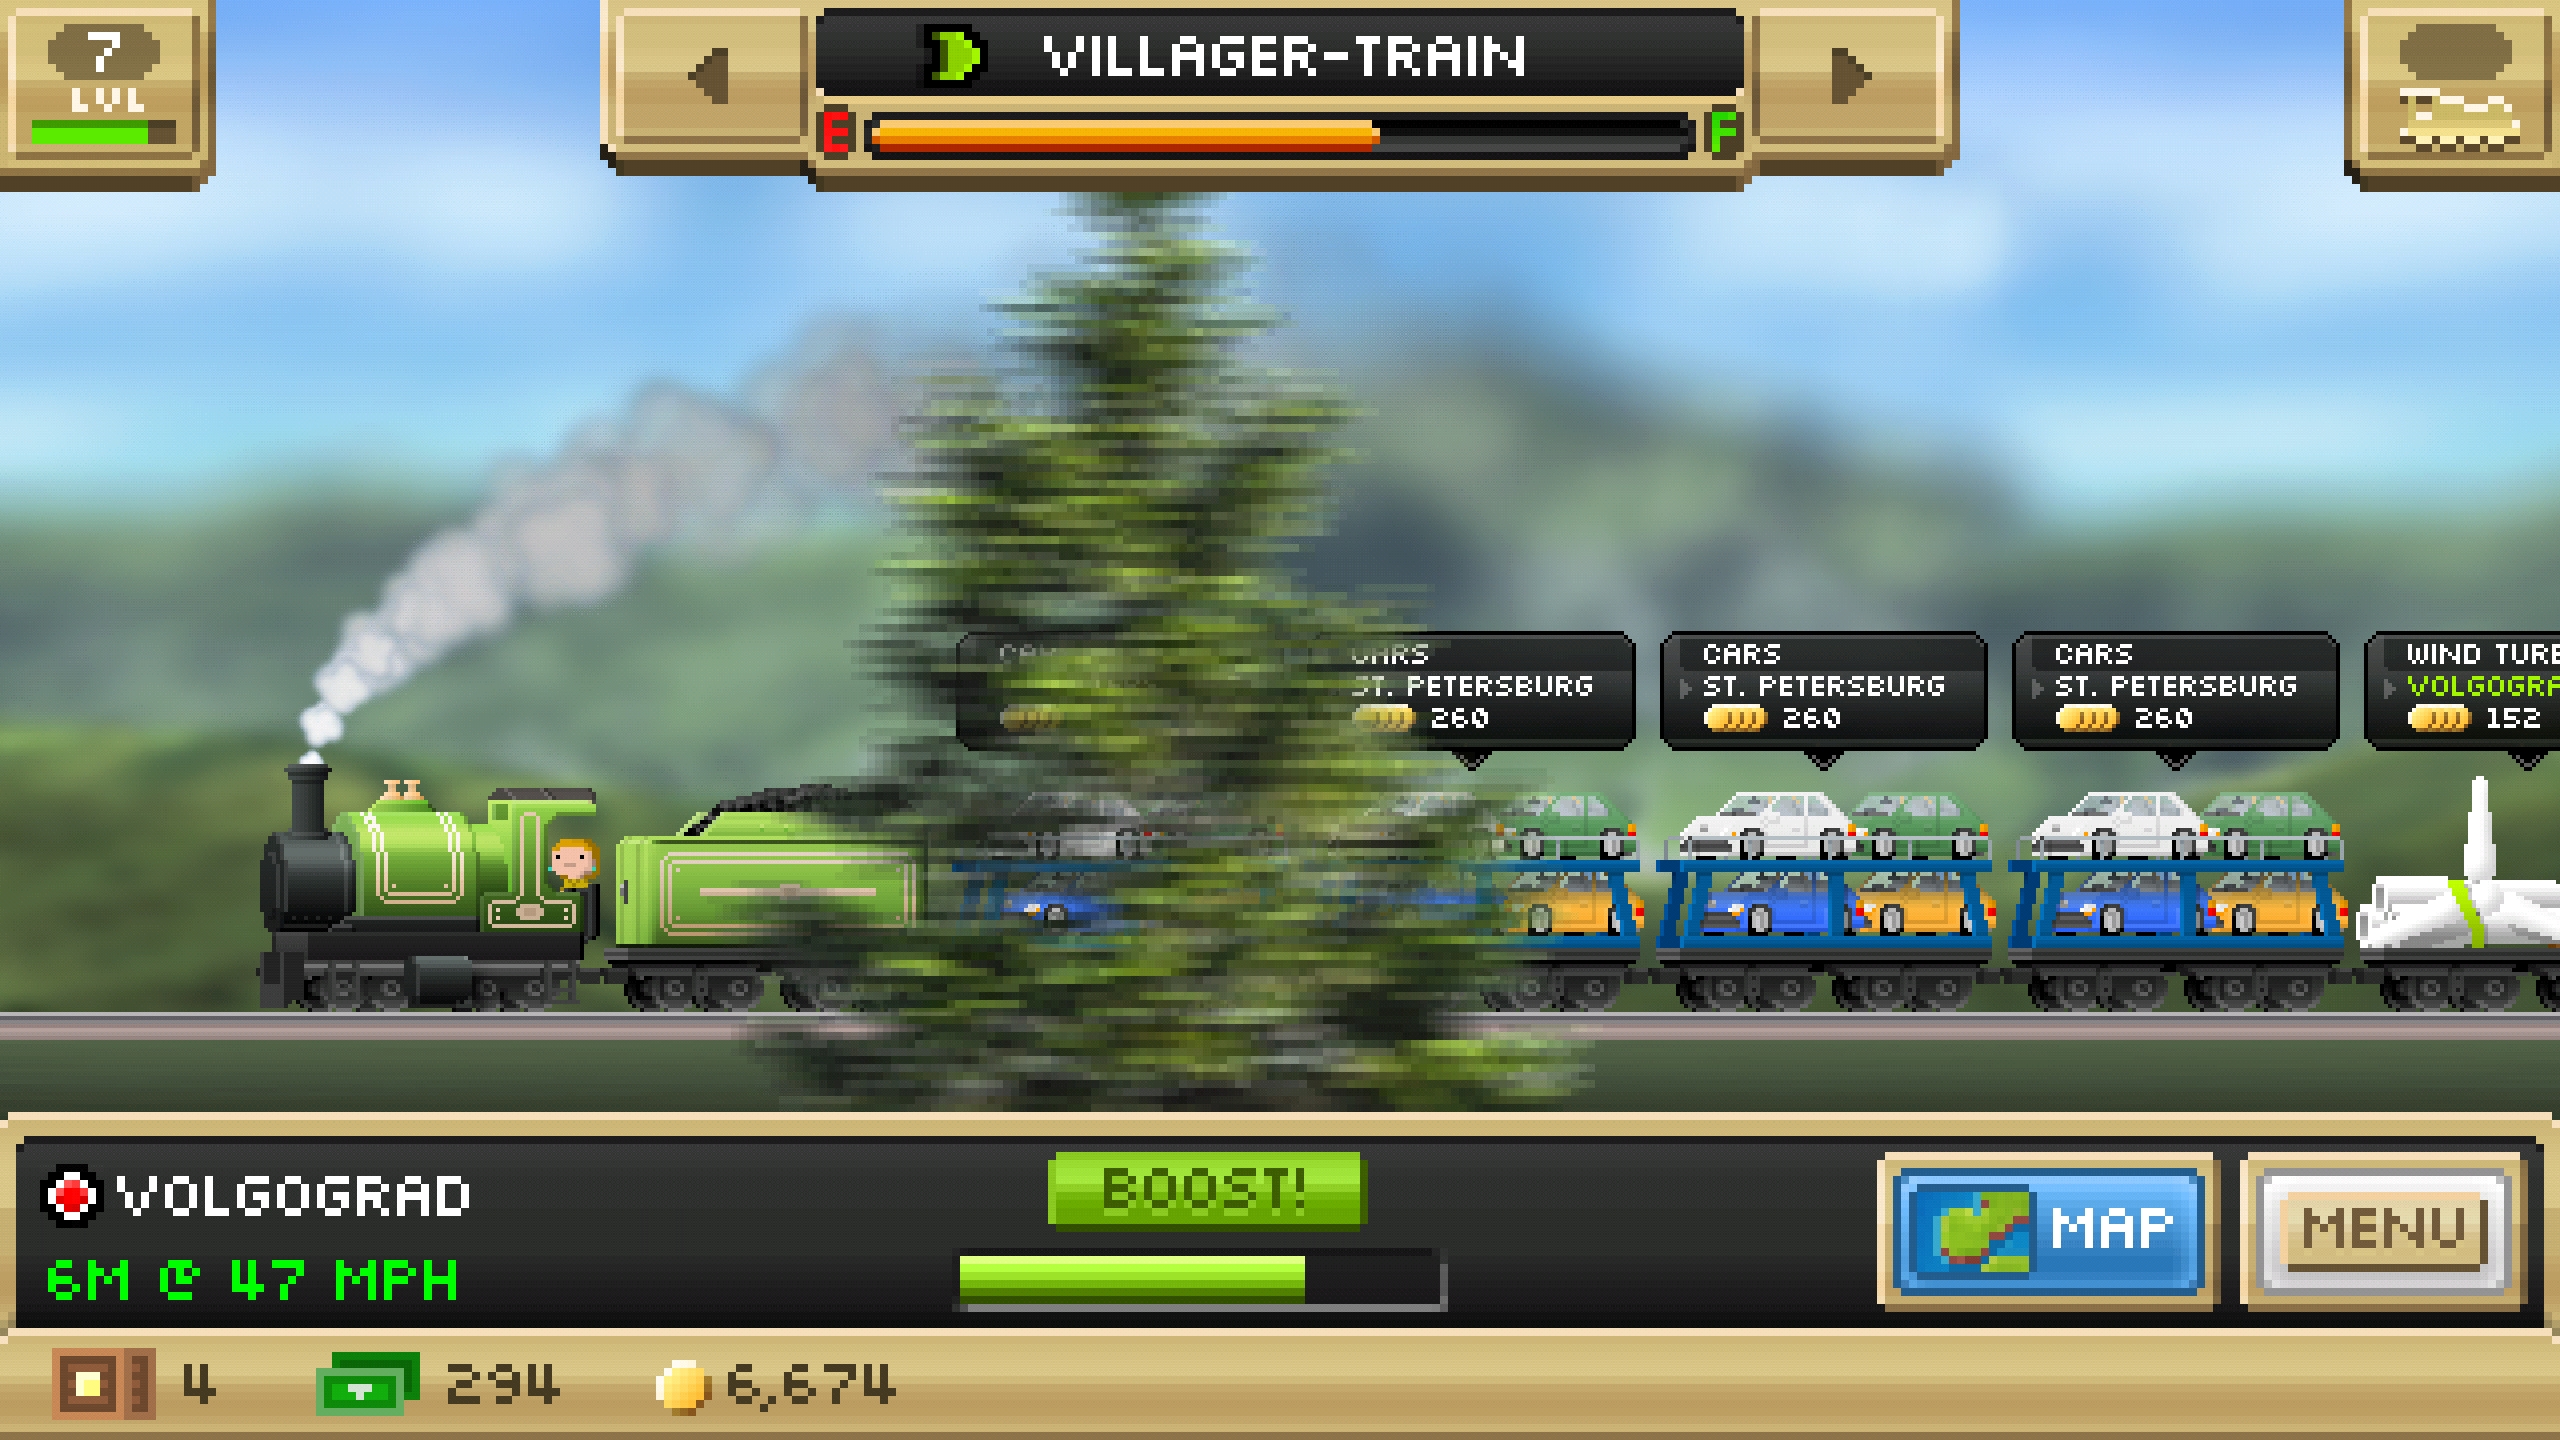 7
LVL
VILLAGER-TRAIN
E
F
CARS
ST. PETERSBURG
260
CARS
ST. PETERSBURG
260
CARS
ST. PETERSBURG
260
WIND
152
VOLGOGRAD
6M @ 47 MPH
BOOST!
MAP
MENU
4
294
6,674